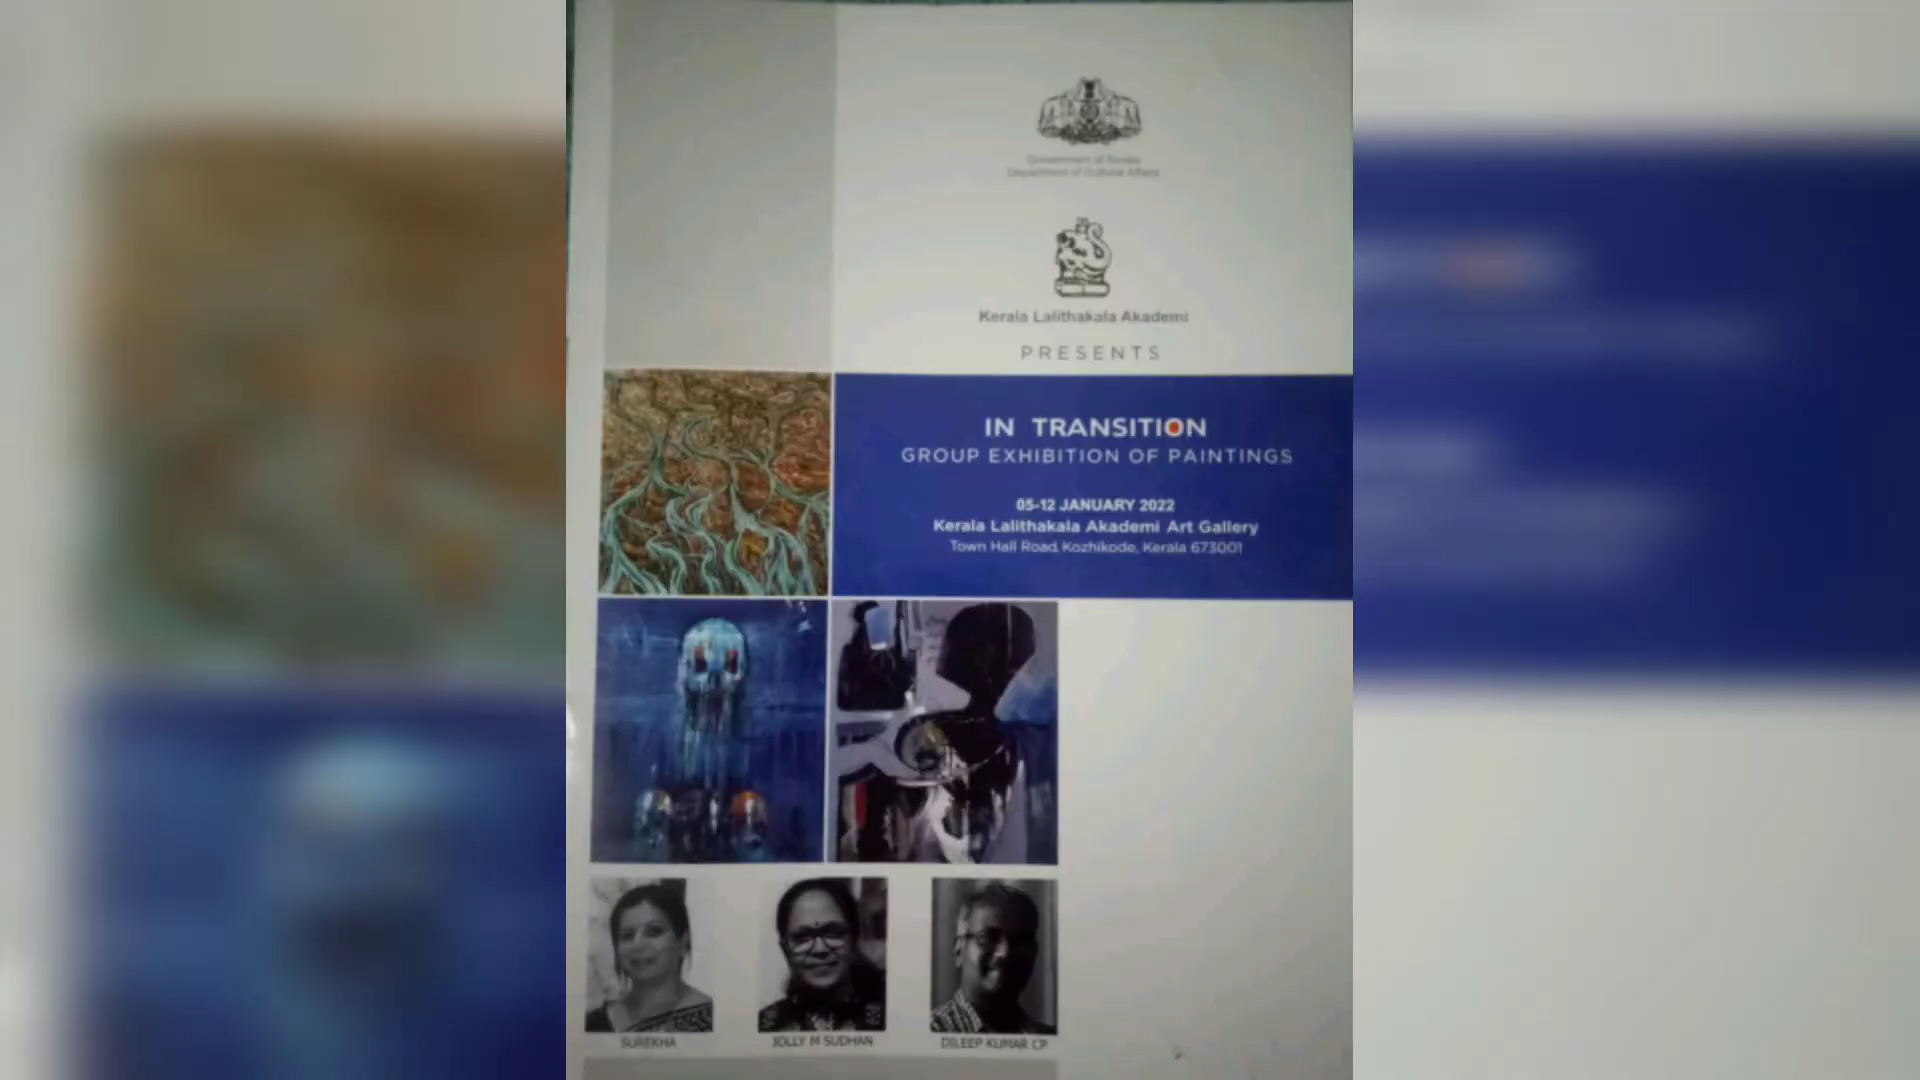 Government of Kerala
Department of Cultural Affairs
Kerala Lalithakala Akademi
PRESENTS
IN TRANSITION
GROUP EXHIBITION OF PAINTINGS
05-12 JANUARY 2022
Kerala Lalithakala Akademi Art Gallery
Town Hall Road, Kozhikode, Kerala 673001
SUREKHA
JOLLY M SUDHAN
DILEEP KUMAR CP